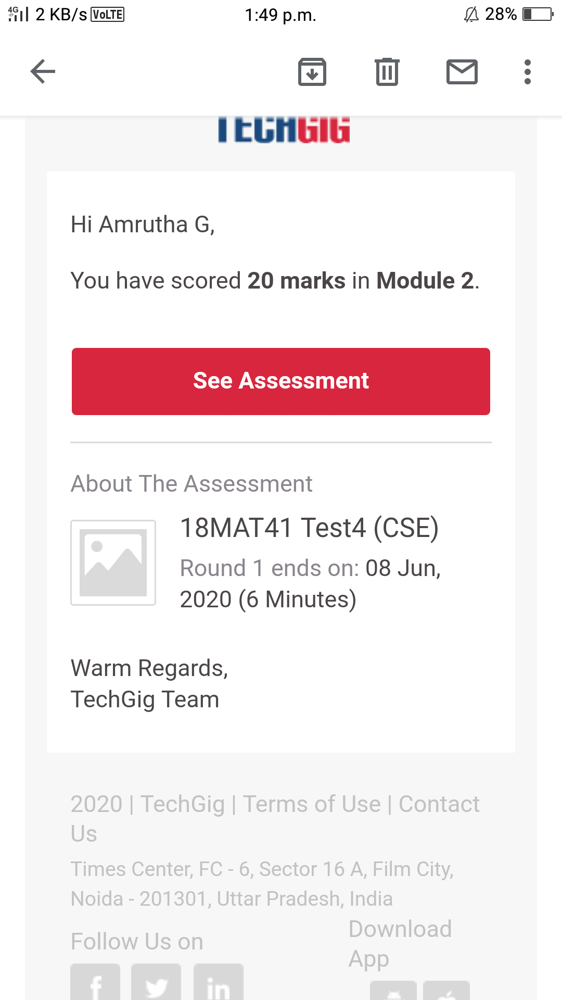 4G 2 KB/s VoLTE 1:49 p.m. 28%
TECHGIG
Hi Amrutha G,
You have scored 20 marks in Module 2.
See Assessment
About The Assessment
18MAT41 Test4 (CSE)
Round 1 ends on: 08 Jun,
2020 (6 Minutes)
Warm Regards,
TechGig Team
2020 | TechGig | Terms of Use | Contact
Us
Times Center, FC - 6, Sector 16 A, Film City,
Noida - 201301, Uttar Pradesh, India
Follow Us on
Download
App
f
in